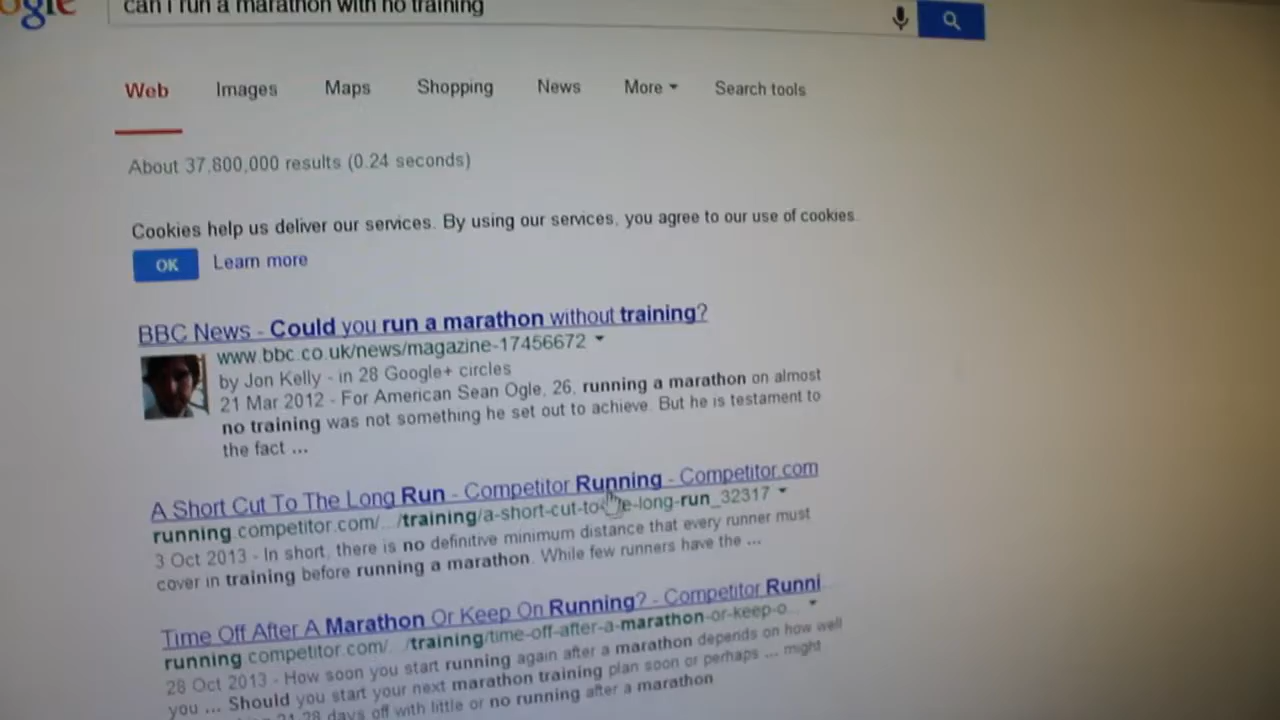 can I run a marathon with no training
Web Images Maps Shopping News More Search tools
About 37,800,000 results (0.24 seconds)
Cookies help us deliver our services. By using our services, you agree to our use of cookies.
OK Learn more
BBC News - Could you run a marathon without training?
www.bbc.co.uk/news/magazine-17456672
by Jon Kelly - in 28 Google+ circles
21 Mar 2012 - For American Sean Ogle, 26, running a marathon on almost
no training was not something he set out to achieve. But he is testament to
the fact ...
A Short Cut To The Long Run - Competitor Running - Competitor.com
running.competitor.com/.../training/a-short-cut-to-the-long-run_32317
3 Oct 2013 - In short, there is no definitive minimum distance that every runner must
cover in training before running a marathon. While few runners have the ...
Time Off After A Marathon Or Keep On Running? - Competitor Runni
running.competitor.com/.../training/time-off-after-a-marathon-or-keep-o...
28 Oct 2013 - How soon you start running again after a marathon depends on how well
you ... Should you start your next marathon training plan soon or perhaps ... might
21-28 days off with little or no running after a marathon